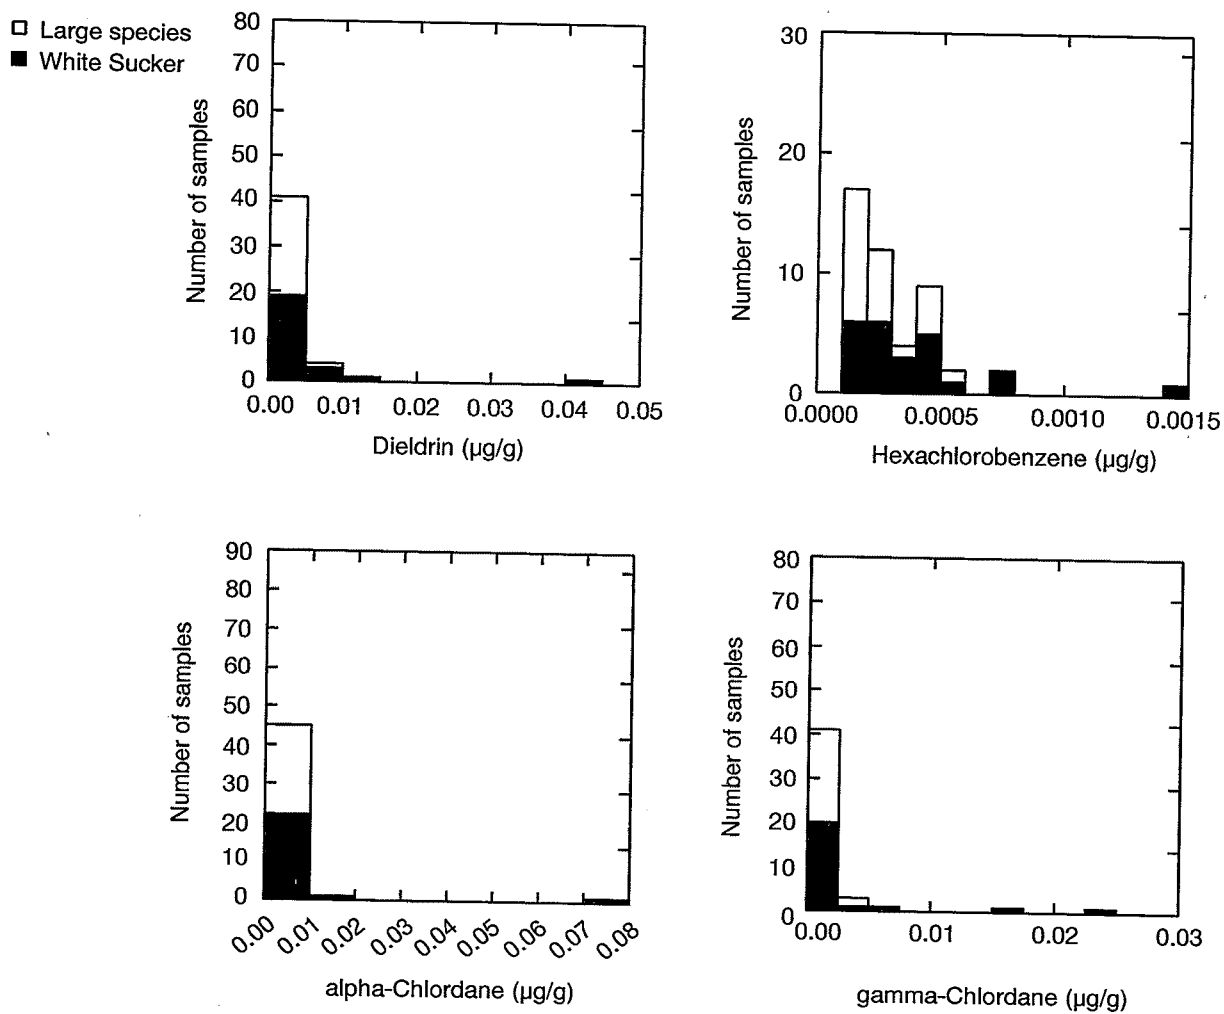 Large species
White Sucker
Number of samples
80
70
60
50
40
30
20
10
0
0.00 0.01 0.02 0.03 0.04 0.05
Dieldrin (µg/g)
Number of samples
30
20
10
0
0.0000 0.0005 0.0010 0.0015
Hexachlorobenzene (µg/g)
Number of samples
90
80
70
60
50
40
30
20
10
0
0.00 0.01 0.02 0.03 0.04 0.05 0.06 0.07 0.08
alpha-Chlordane (µg/g)
Number of samples
80
70
60
50
40
30
20
10
0
0.00 0.01 0.02 0.03
gamma-Chlordane (µg/g)